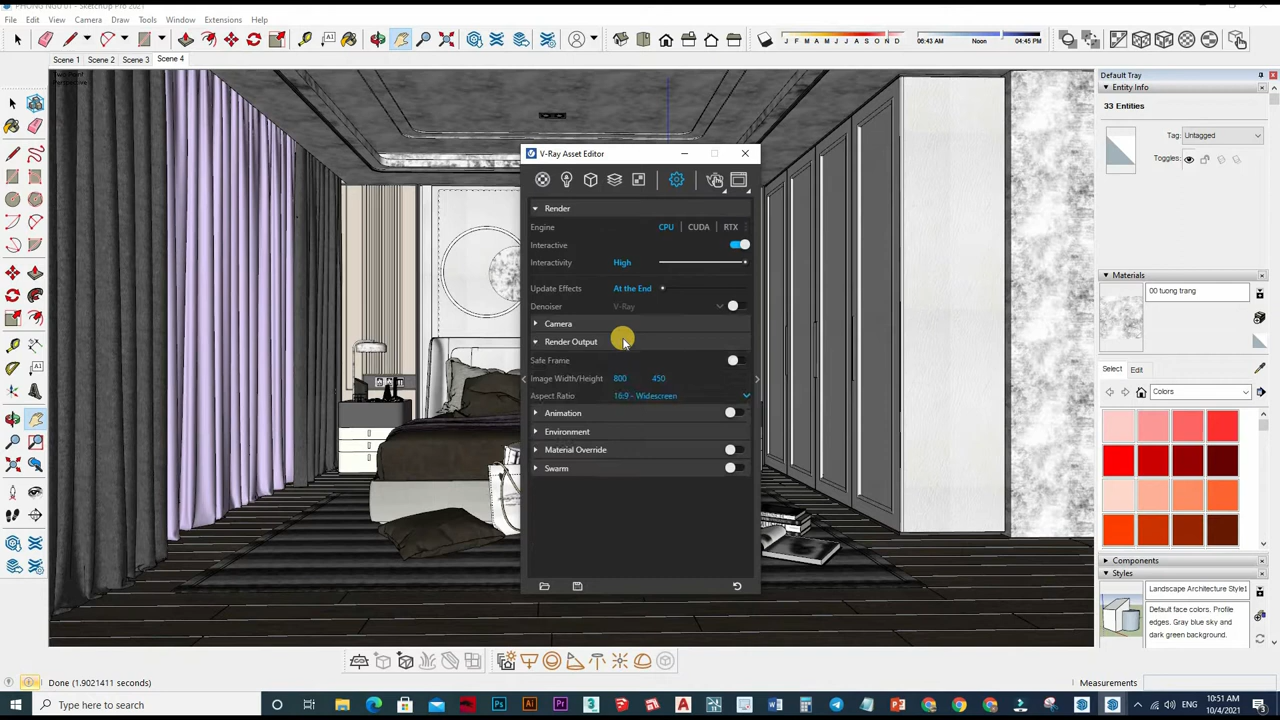 PHONG NGU 01 - SketchUp Pro 2021
File Edit View Camera Draw Tools Window Extensions Help
J F M A M J J A S O N D
06:43 AM Noon 04:45 PM
Scene 1 Scene 2 Scene 3 Scene 4
Perspective
V-Ray Asset Editor
Render
Engine CPU CUDA RTX
Interactive
Interactivity High
Update Effects At the End
Denoiser V-Ray
Camera
Render Output
Safe Frame
Image Width/Height 800 450
Aspect Ratio 16:9 - Widescreen
Animation
Environment
Material Override
Swarm
Default Tray
Entity Info
33 Entities
Tag: Untagged
Toggles:
Materials
00 tuong trang
Select Edit
Colors
Components
Styles
Landscape Architecture Style1
Default face colors. Profile
edges. Gray blue sky and
dark green background.
Done (1.9021411 seconds)
Measurements
Type here to search
10:51 AM
10/4/2021